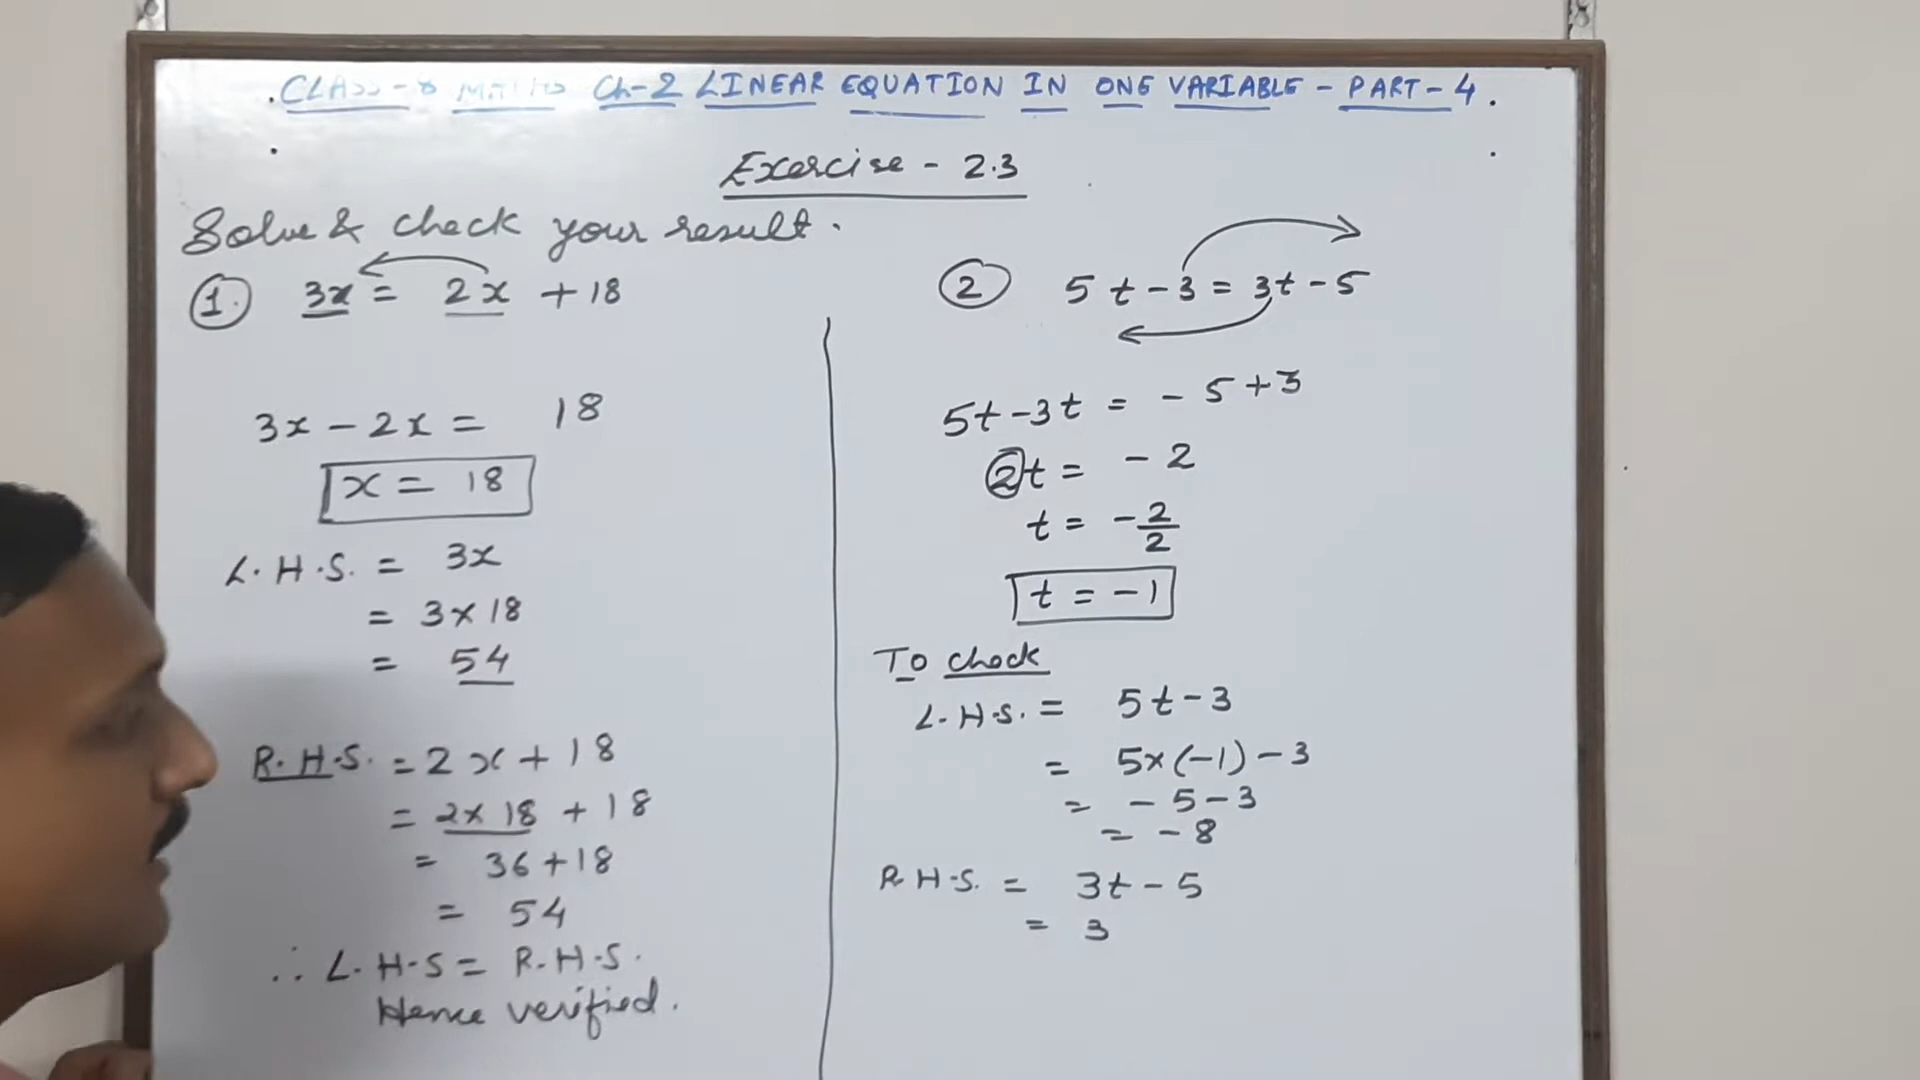 CLASS-8 MATHS Ch-2 LINEAR EQUATION IN ONE VARIABLE - PART-4.
Exercise - 2.3
Solve & check your result.
1. 3x = 2x + 18
3x - 2x = 18
x = 18
L.H.S. = 3x
= 3 x 18
= 54
R.H.S. = 2x + 18
= 2 x 18 + 18
= 36 + 18
= 54
∴ L.H.S = R.H.S.
Hence verified.
2 5t - 3 = 3t - 5
5t - 3t = - 5 + 3
2t = - 2
t = - 2/2
t = - 1
To check
L.H.S. = 5t - 3
= 5x(-1) - 3
= - 5 - 3
= - 8
R.H.S. = 3t - 5
= 3